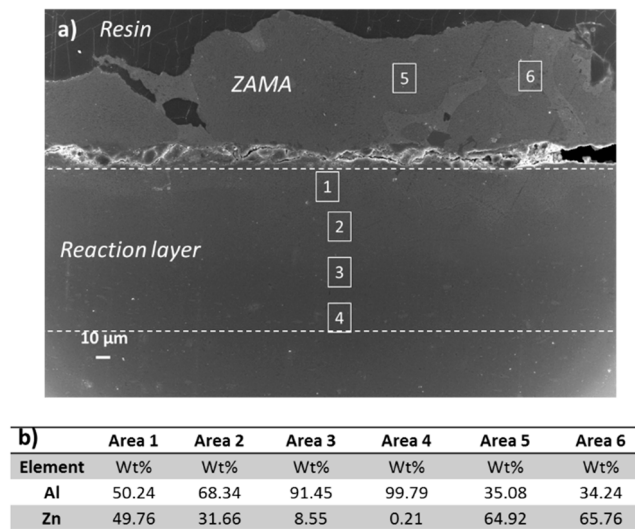 a) Resin
ZAMA
5
6
1
2
Reaction layer
3
4
10 µm
b) Area 1 Area 2 Area 3 Area 4 Area 5 Area 6
Element Wt% Wt% Wt% Wt% Wt% Wt%
Al 50.24 68.34 91.45 99.79 35.08 34.24
Zn 49.76 31.66 8.55 0.21 64.92 65.76